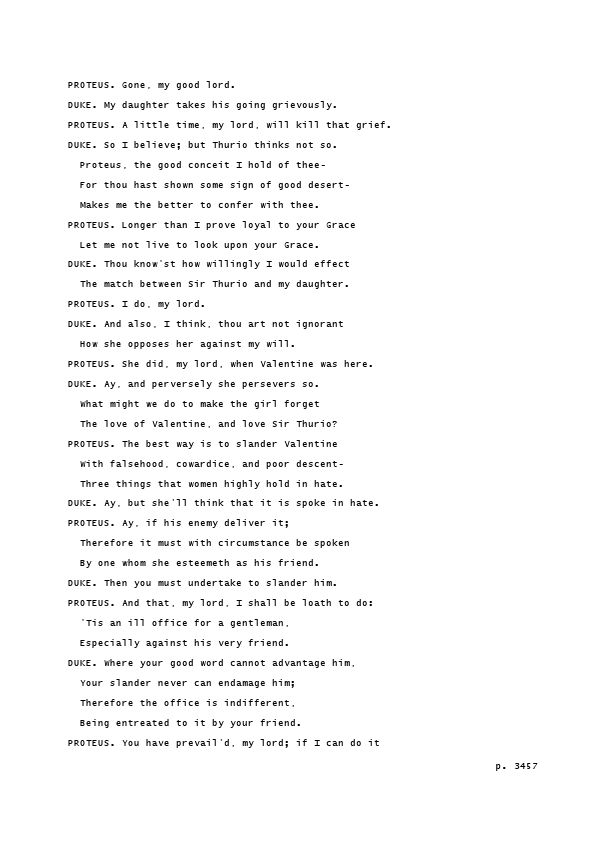 PROTEUS. Gone, my good lord.
DUKE. My daughter takes his going grievously.
PROTEUS. A little time, my lord, will kill that grief.
DUKE. So I believe; but Thurio thinks not so.
Proteus, the good conceit I hold of thee-
For thou hast shown some sign of good desert-
Makes me the better to confer with thee.
PROTEUS. Longer than I prove loyal to your Grace
Let me not live to look upon your Grace.
DUKE. Thou know'st how willingly I would effect
The match between Sir Thurio and my daughter.
PROTEUS. I do, my lord.
DUKE. And also, I think, thou art not ignorant
How she opposes her against my will.
PROTEUS. She did, my lord, when Valentine was here.
DUKE. Ay, and perversely she persevers so.
What might we do to make the girl forget
The love of Valentine, and love Sir Thurio?
PROTEUS. The best way is to slander Valentine
With falsehood, cowardice, and poor descent-
Three things that women highly hold in hate.
DUKE. Ay, but she'll think that it is spoke in hate.
PROTEUS. Ay, if his enemy deliver it;
Therefore it must with circumstance be spoken
By one whom she esteemeth as his friend.
DUKE. Then you must undertake to slander him.
PROTEUS. And that, my lord, I shall be loath to do:
'Tis an ill office for a gentleman,
Especially against his very friend.
DUKE. Where your good word cannot advantage him,
Your slander never can endamage him;
Therefore the office is indifferent,
Being entreated to it by your friend.
PROTEUS. You have prevail'd, my lord; if I can do it
p. 3457